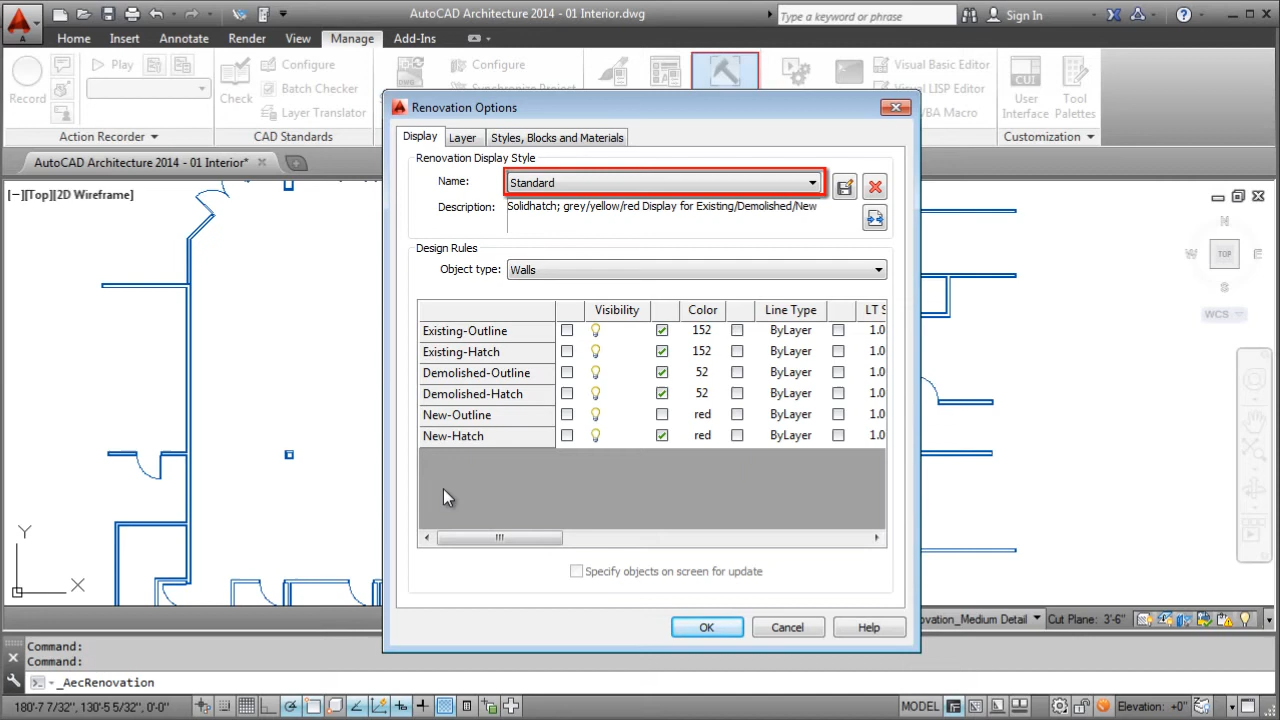 AutoCAD Architecture 2014 - 01 Interior.dwg
Type a keyword or phrase
Sign In
Home Insert Annotate Render View Manage Add-Ins
Play
Configure
Configure
Visual Basic Editor
Record
Batch Checker
Check
Synchronize Project
Visual LISP Editor
Layer Translator
User Interface
Tool Palettes
Action Recorder
CAD Standards
Customization
AutoCAD Architecture 2014 - 01 Interior*
[−][Top][2D Wireframe]
N
W
TOP
E
S
WCS
Renovation Options
Display Layer Styles, Blocks and Materials
Renovation Display Style
Name: Standard
Description: Solidhatch; grey/yellow/red Display for Existing/Demolished/New
Design Rules
Object type: Walls
Visibility Color Line Type LT S
Existing-Outline 152 ByLayer 1.0
Existing-Hatch 152 ByLayer 1.0
Demolished-Outline 52 ByLayer 1.0
Demolished-Hatch 52 ByLayer 1.0
New-Outline red ByLayer 1.0
New-Hatch red ByLayer 1.0
Specify objects on screen for update
OK Cancel Help
Y
X
ovation_Medium Detail Cut Plane: 3'-6"
Command:
Command:
_AecRenovation
180'-7 7/32", 130'-5 5/32", 0'-0"
MODEL
Elevation: +0"